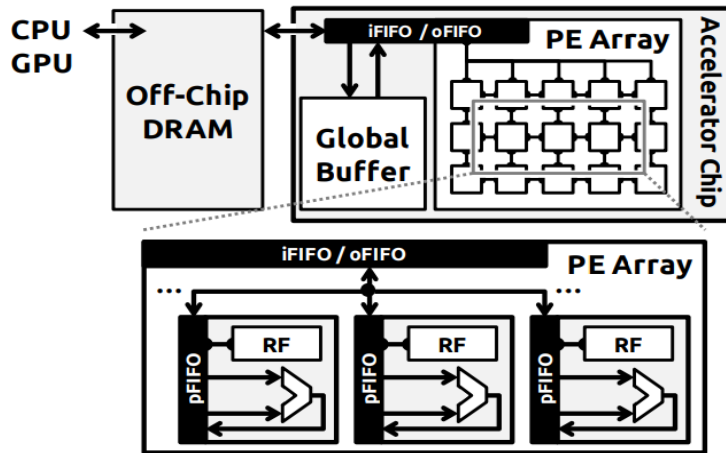 CPU
GPU
Off-Chip
DRAM
iFIFO / oFIFO
Global
Buffer
PE Array
Accelerator Chip
iFIFO / oFIFO
PE Array
...
...
pFIFO
RF
pFIFO
RF
pFIFO
RF